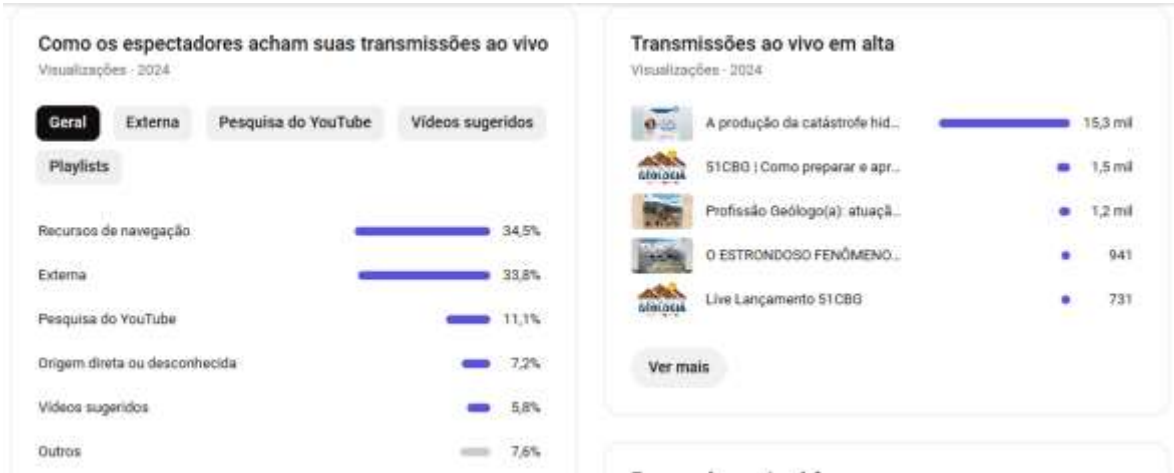 Como os espectadores acham suas transmissões ao vivo
Visualizações · 2024
Geral
Externa
Pesquisa do YouTube
Vídeos sugeridos
Playlists
Recursos de navegação 34,5%
Externa 33,8%
Pesquisa do YouTube 11,1%
Origem direta ou desconhecida 7,2%
Vídeos sugeridos 5,8%
Outros 7,6%
Transmissões ao vivo em alta
Visualizações · 2024
A produção da catástrofe hid... 15,3 mil
51CBG | Como preparar e apr... 1,5 mil
Profissão Geólogo(a): atuaçã... 1,2 mil
O ESTRONDOSO FENÔMENO... 941
Live Lançamento 51CBG 731
Ver mais